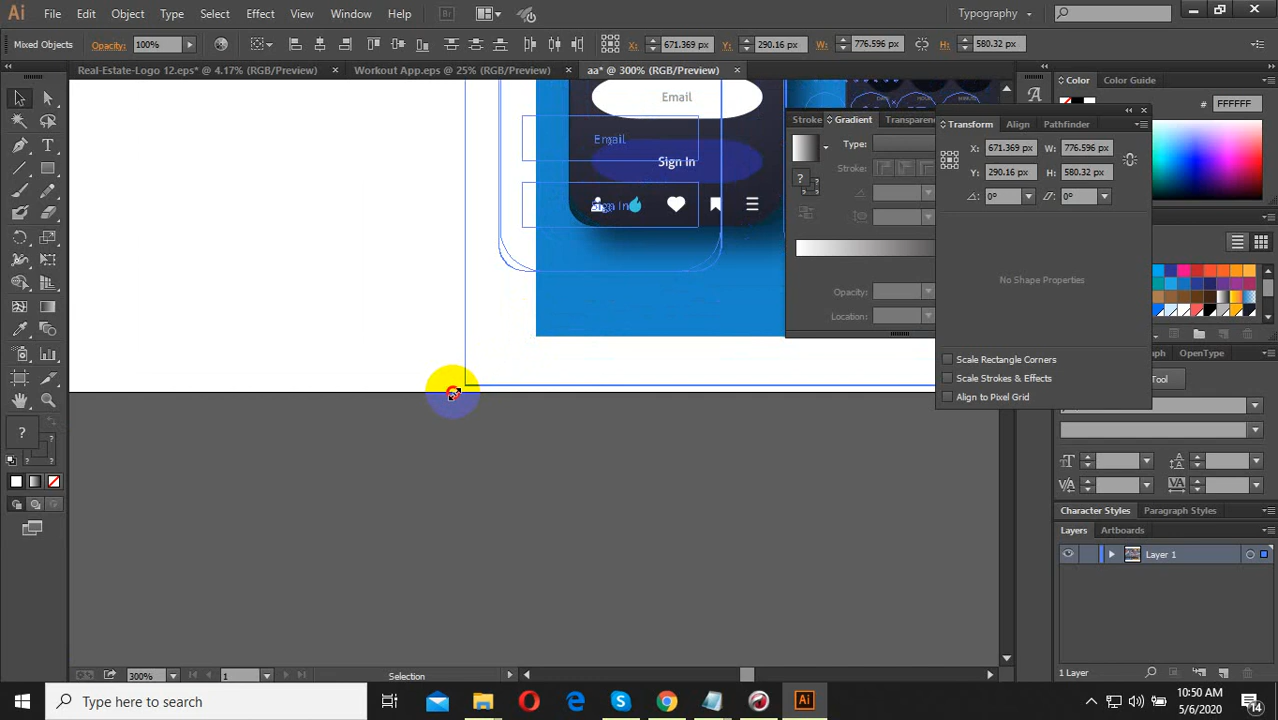 Ai File Edit Object Type Select Effect View Window Help Br Typography
Mixed Objects Opacity: 100% X: 671.369 px Y: 290.16 px W: 776.596 px H: 580.32 px
Real-Estate-Logo 12.eps* @ 4.17% (RGB/Preview) × Workout App.eps @ 25% (RGB/Preview) × aa* @ 300% (RGB/Preview) ×
Color Color Guide
# FFFFFF
Email
Email
Sign In
Sign In
Stroke Gradient Transparen
Type:
Stroke:
Opacity:
Location:
Transform Align Pathfinder
X: 671.369 px W: 776.596 px
Y: 290.16 px H: 580.32 px
0° 0°
No Shape Properties
Scale Rectangle Corners
Scale Strokes & Effects
Align to Pixel Grid
OpenType
Tool
Character Styles Paragraph Styles
Layers Artboards
Layer 1
1 Layer
300% 1 Selection
Type here to search
10:50 AM
5/6/2020
14